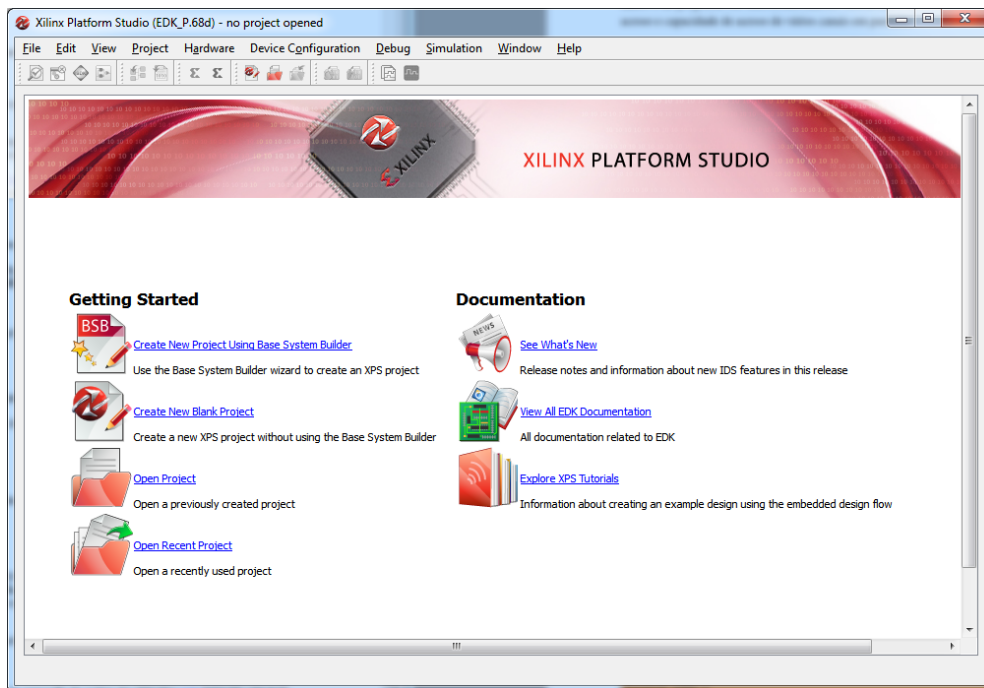 Xilinx Platform Studio (EDK_P.68d) - no project opened
File Edit View Project Hardware Device Configuration Debug Simulation Window Help
XILINX
XILINX PLATFORM STUDIO
Getting Started
BSB
Create New Project Using Base System Builder
Use the Base System Builder wizard to create an XPS project
Create New Blank Project
Create a new XPS project without using the Base System Builder
Open Project
Open a previously created project
Open Recent Project
Open a recently used project
Documentation
NEWS
See What's New
Release notes and information about new IDS features in this release
View All EDK Documentation
All documentation related to EDK
Explore XPS Tutorials
Information about creating an example design using the embedded design flow